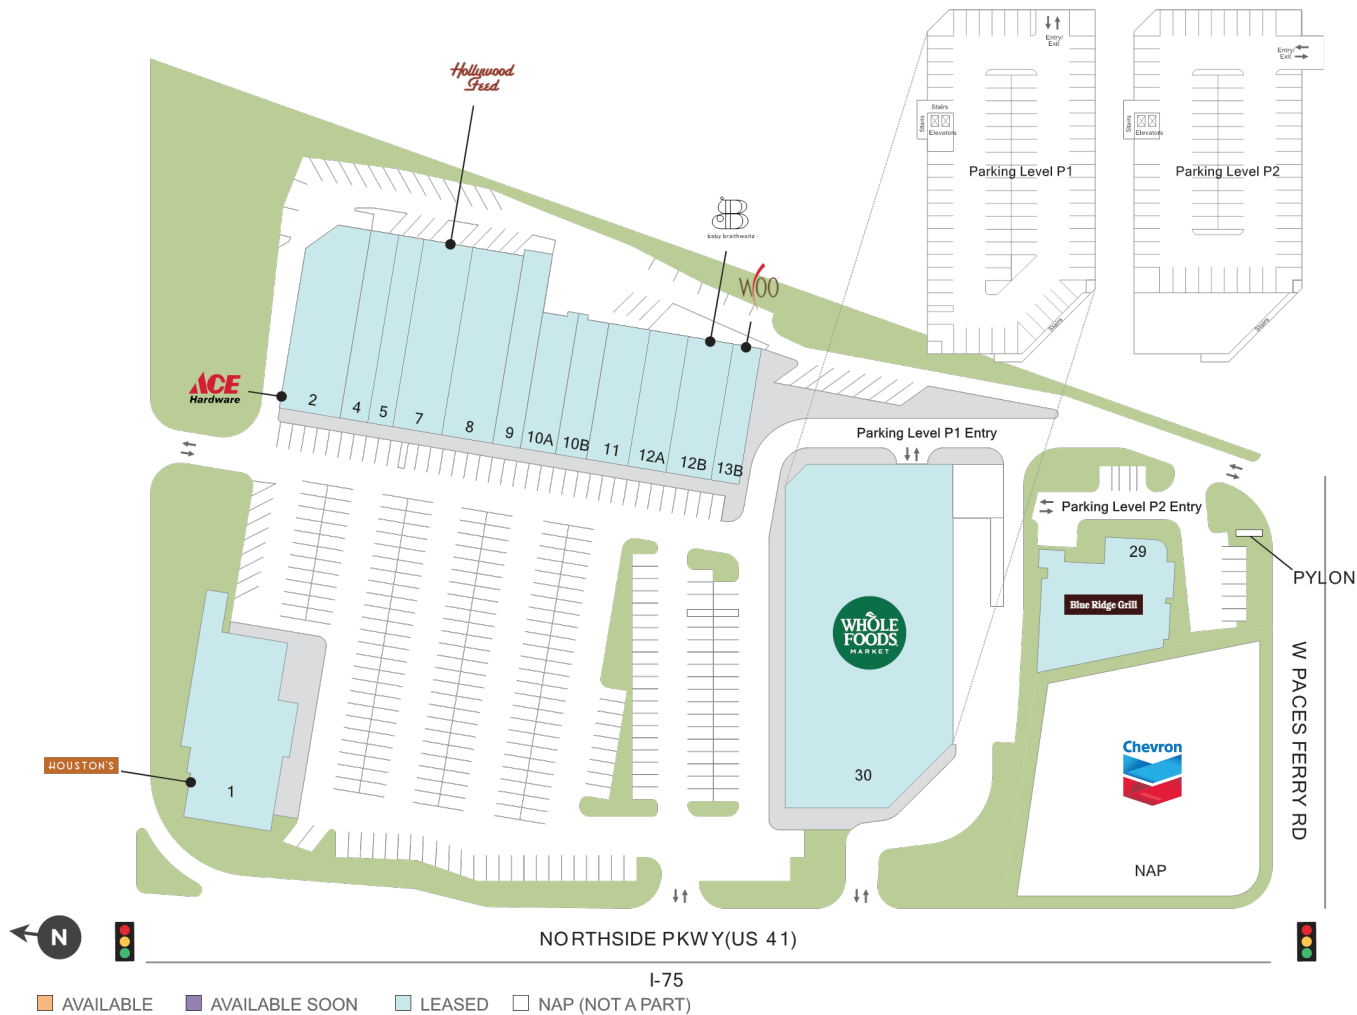 Hollywood
Feed
Entry/
Exit
Entry/
Exit
Stairs
Stairs
Elevators
Stairs
Elevators
Parking Level P1
Parking Level P2
B
baby braithwaite
WOO
Stairs
Stairs
ACE
Hardware
2
4
5
7
8
9
10A
10B
11
12A
12B
13B
Parking Level P1 Entry
Parking Level P2 Entry
29
PYLON
Blue Ridge Grill
WHOLE
FOODS
MARKET
W PACES FERRY RD
HOUSTON'S
1
30
Chevron
NAP
N
NORTHSIDE PKWY(US 41)
I-75
AVAILABLE
AVAILABLE SOON
LEASED
NAP (NOT A PART)